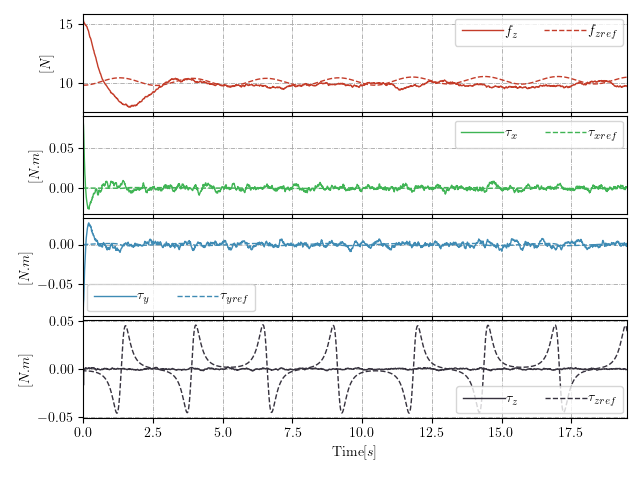 15
10
[N]
f_z f_zref
0.05
0.00
[N.m]
τ_x τ_xref
0.00
−0.05
[N.m]
τ_y τ_yref
0.05
0.00
−0.05
[N.m]
τ_z τ_zref
0.0 2.5 5.0 7.5 10.0 12.5 15.0 17.5
Time[s]